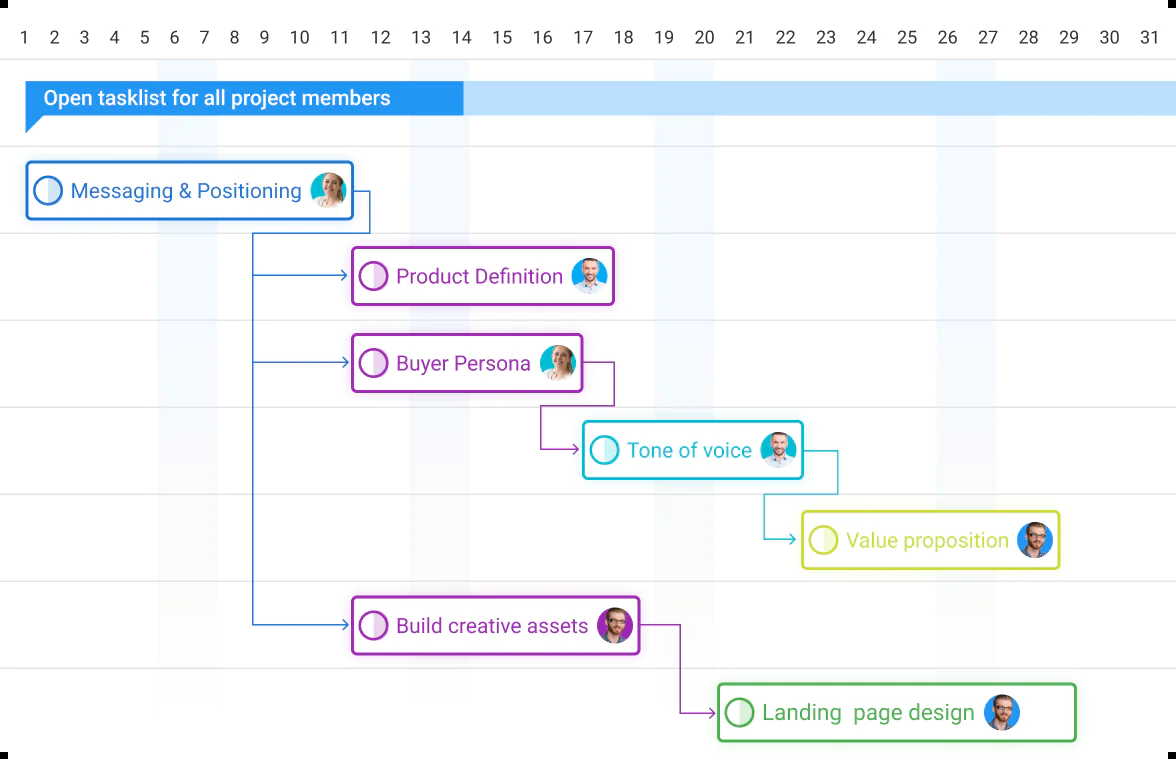 1 2 3 4 5 6 7 8 9 10 11 12 13 14 15 16 17 18 19 20 21 22 23 24 25 26 27 28 29 30 31
Open tasklist for all project members
Messaging & Positioning
Product Definition
Buyer Persona
Tone of voice
Value proposition
Build creative assets
Landing page design